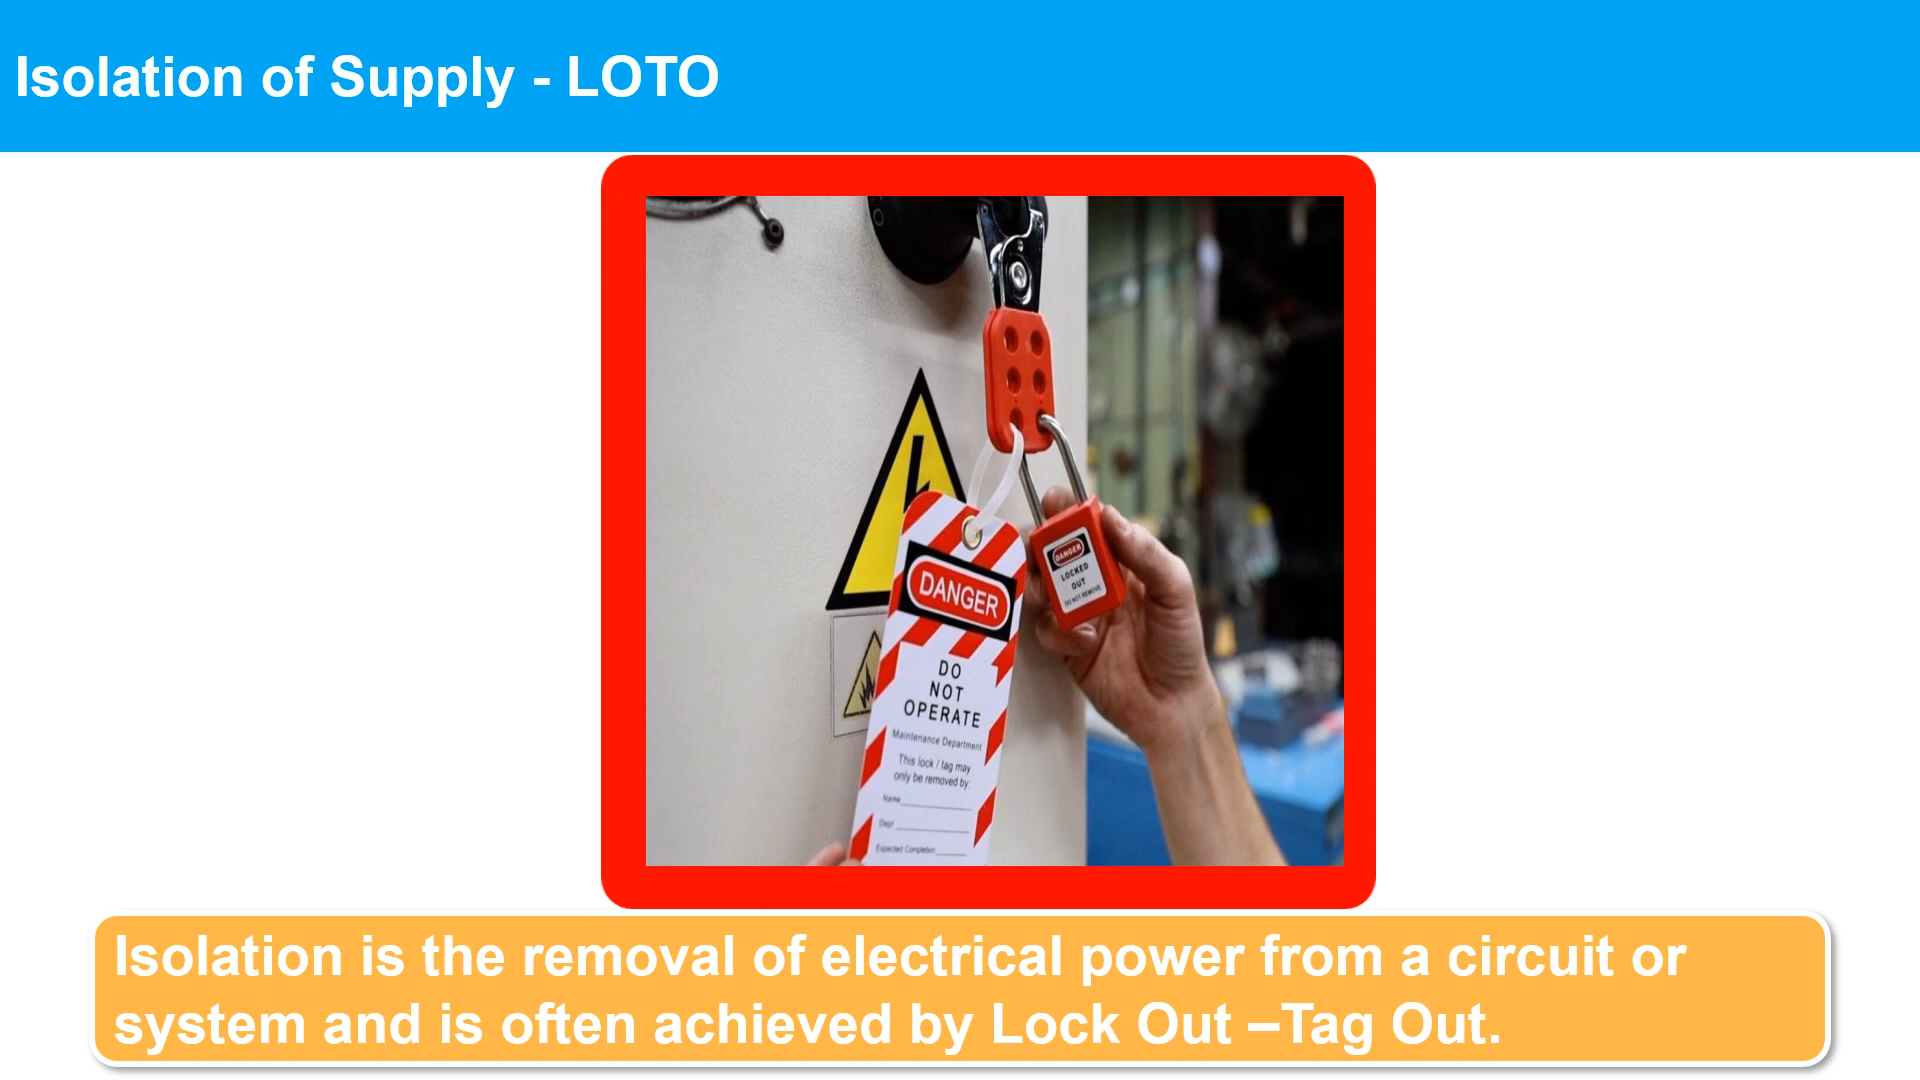 Isolation of Supply - LOTO
DANGER
LOCKED
OUT
DO NOT REMOVE
DANGER
DO
NOT
OPERATE
Maintenance Department
This lock / tag may
only be removed by:
Name
Dept
Expected Completion
Isolation is the removal of electrical power from a circuit or
system and is often achieved by Lock Out –Tag Out.